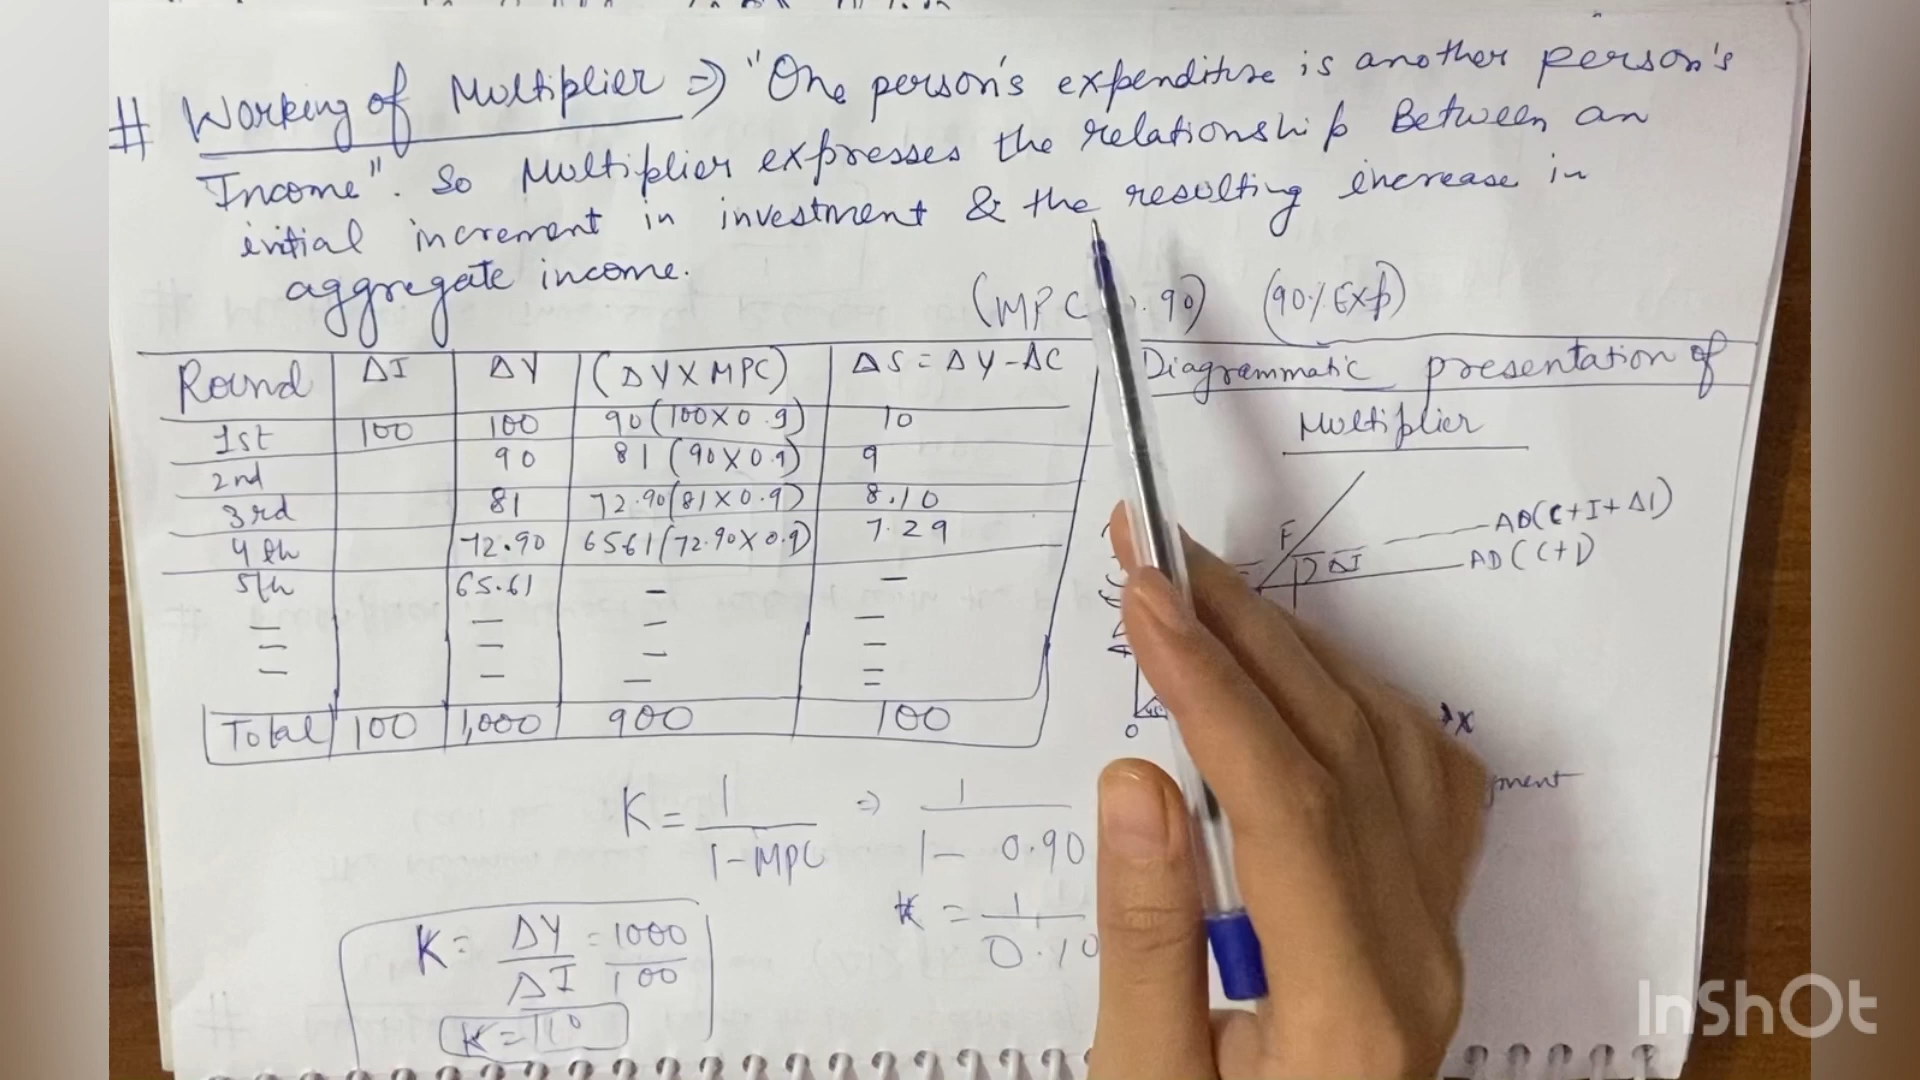 # Working of Multiplier => "One person's expenditure is another person's
Income". So Multiplier expresses the relationship Between an
initial increment in investment & the resulting increase in
aggregate income.
(MPC 0.90) (90% Exp)
Round ΔI ΔY (ΔY X MPC) ΔS = ΔY - ΔC
1st 100 100 90 (100 X 0.9) 10
2nd 90 81 (90 X 0.9) 9
3rd 81 72.90 (81 X 0.9) 8.10
4th 72.90 6561 (72.90 X 0.9) 7.29
5th 65.61 — —
— — — —
— — — —
— — — —
Total 100 1,000 900 100
K = 1 / 1-MPC => 1 / 1 - 0.90
K = 1 / 0.10
K = ΔY / ΔI = 1000 / 100
K = 10
Diagrammatic presentation of
Multiplier
F
AD (C+I+ΔI)
ΔI
AD (C+I)
O
X
InShOt